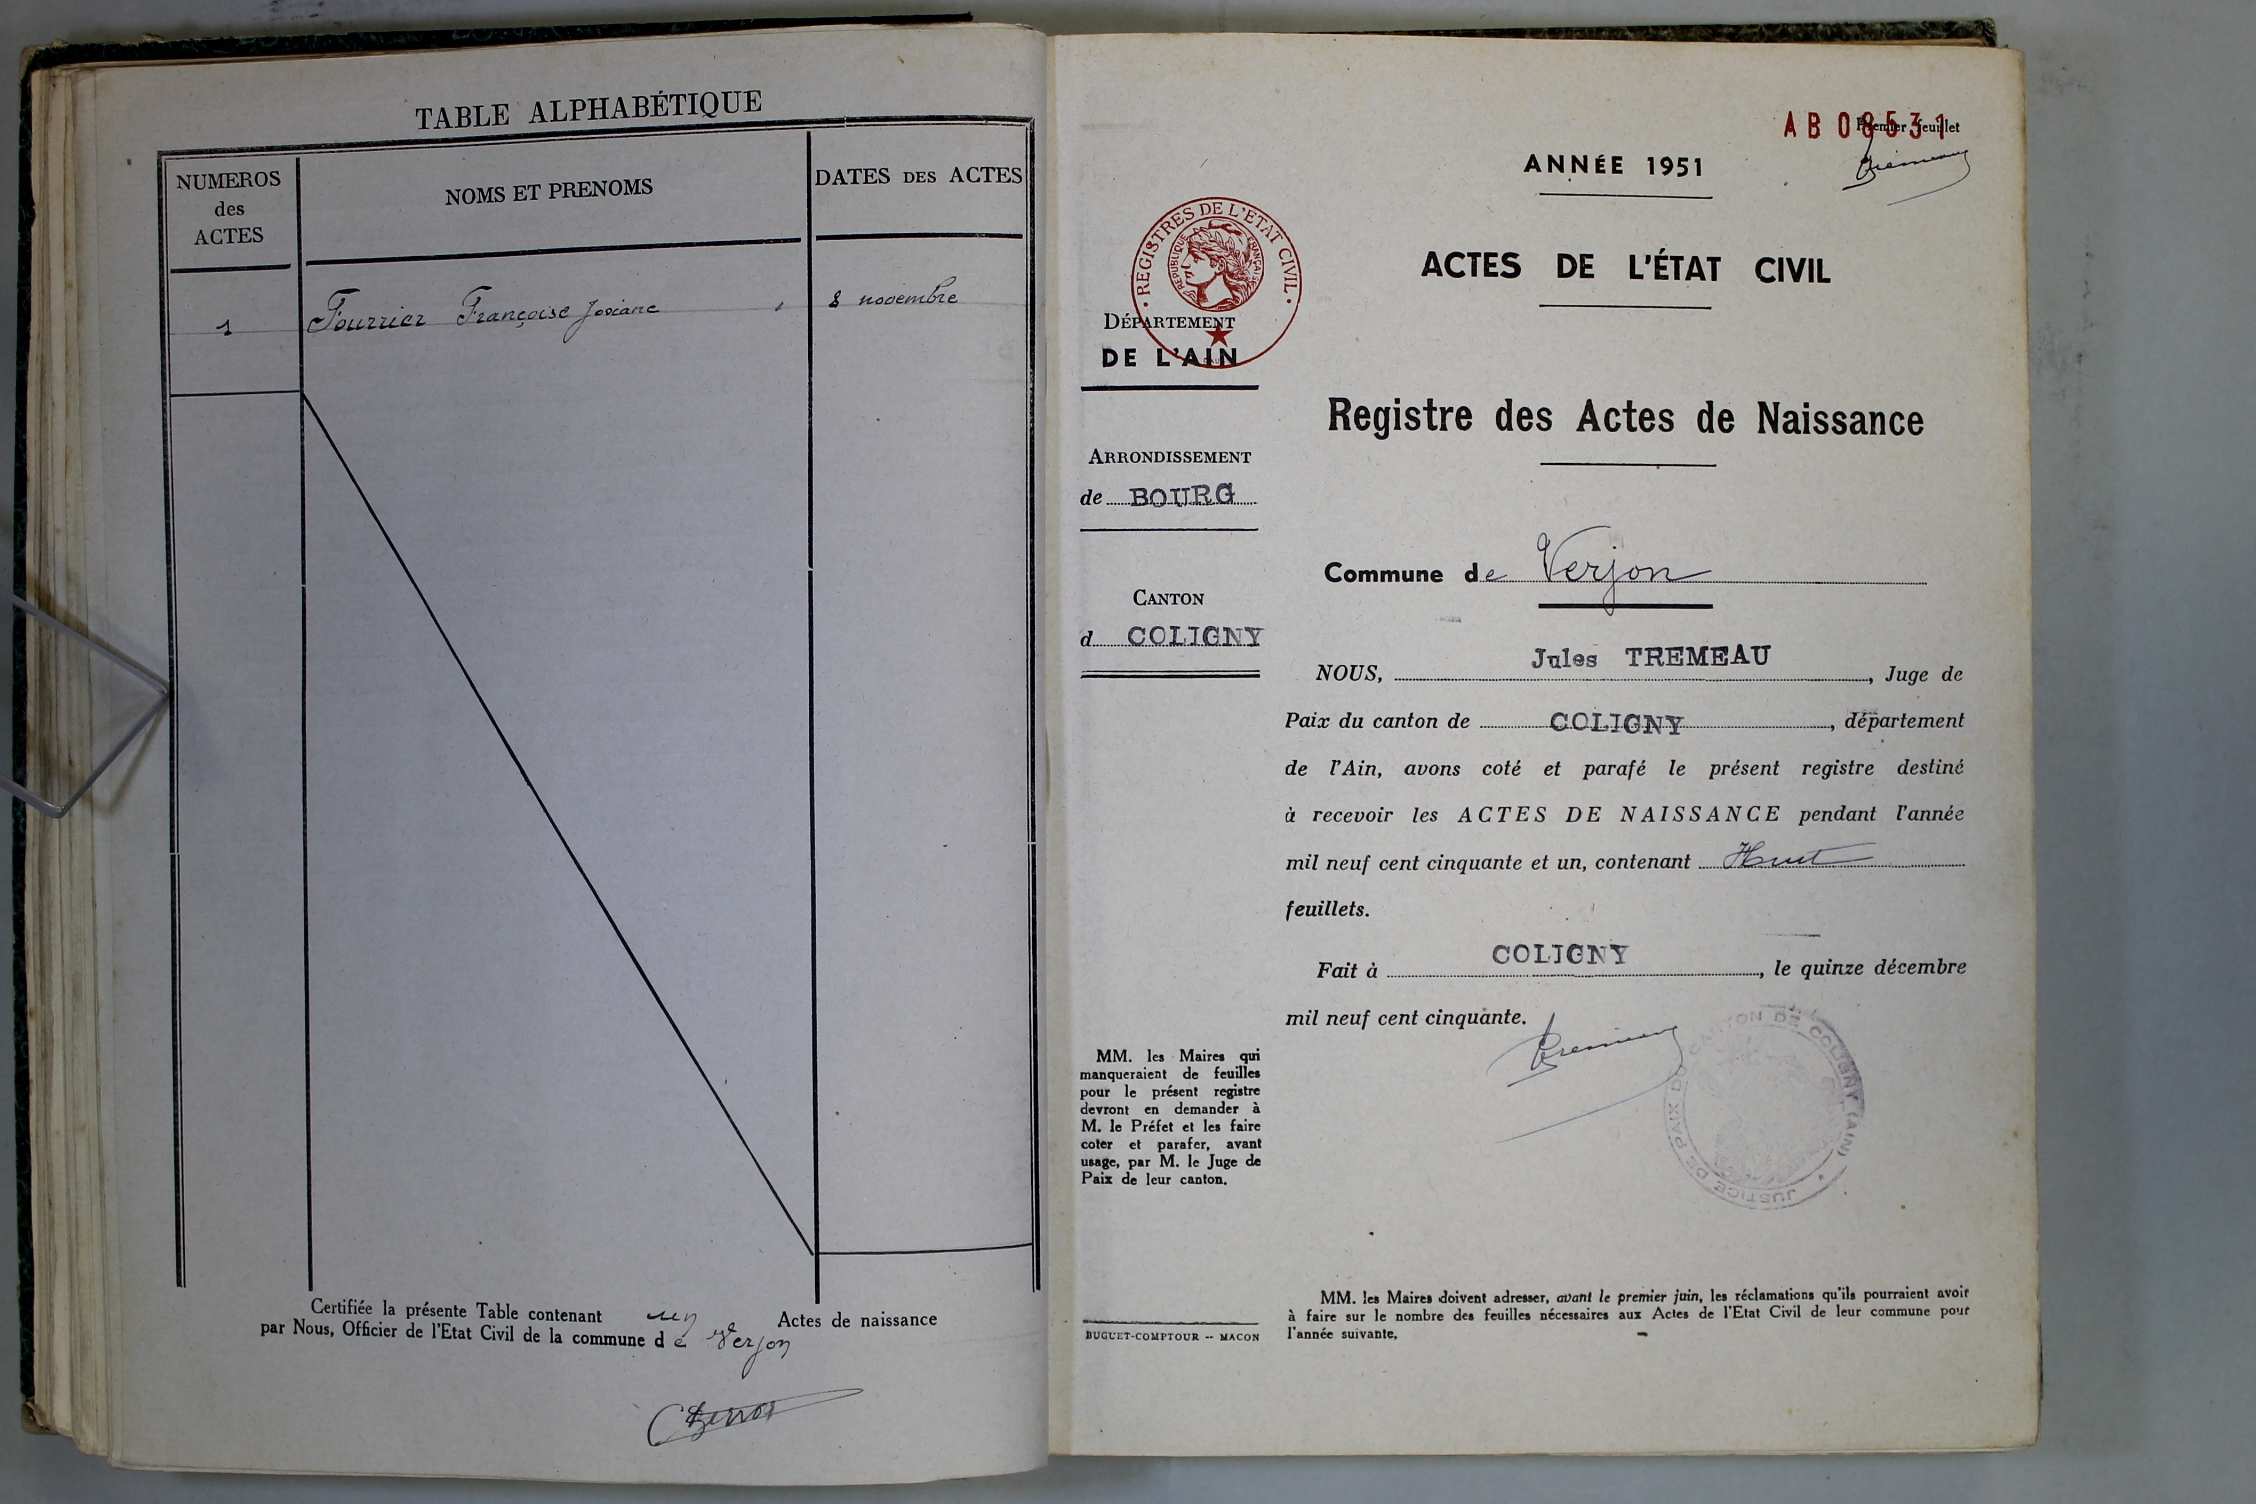 TABLE ALPHABÉTIQUE
NUMEROS
des
ACTES
NOMS ET PRENOMS
DATES DES ACTES
1
Fourrier Françoise Josiane
8 novembre
Certifiée la présente Table contenant un Actes de naissance
par Nous, Officier de l'Etat Civil de la commune de Verjon
AB 08531
Premier feuillet
Tremeau
ANNÉE 1951
ACTES DE L'ÉTAT CIVIL
REGISTRES DE L'ETAT CIVIL
REPUBLIQUE FRANÇAISE
DÉPARTEMENT
DE L'AIN
Registre des Actes de Naissance
ARRONDISSEMENT
de BOURG
Commune de Verjon
CANTON
d COLIGNY
NOUS, Jules TREMEAU, Juge de
Paix du canton de COLIGNY, département
de l'Ain, avons coté et parafé le présent registre destiné
à recevoir les ACTES DE NAISSANCE pendant l'année
mil neuf cent cinquante et un, contenant Huit
feuillets.
Fait à COLIGNY, le quinze décembre
mil neuf cent cinquante.
Tremeau
JUSTICE DE PAIX DU CANTON DE COLIGNY (AIN)
MM. les Maires qui
manqueraient de feuilles
pour le présent registre
devront en demander à
M. le Préfet et les faire
coter et parafer, avant
usage, par M. le Juge de
Paix de leur canton.
BUGUET-COMPTOUR -- MACON
MM. les Maires doivent adresser, avant le premier juin, les réclamations qu'ils pourraient avoir
à faire sur le nombre des feuilles nécessaires aux Actes de l'Etat Civil de leur commune pour
l'année suivante.